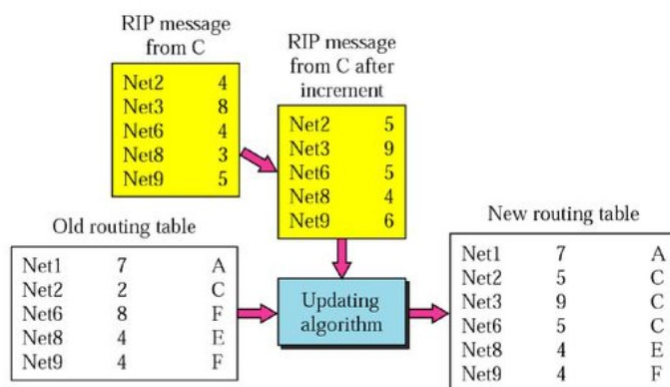 RIP message
from C
Net2 4
Net3 8
Net6 4
Net8 3
Net9 5
RIP message
from C after
increment
Net2 5
Net3 9
Net6 5
Net8 4
Net9 6
Old routing table
Net1 7 A
Net2 2 C
Net6 8 F
Net8 4 E
Net9 4 F
Updating
algorithm
New routing table
Net1 7 A
Net2 5 C
Net3 9 C
Net6 5 C
Net8 4 E
Net9 4 F